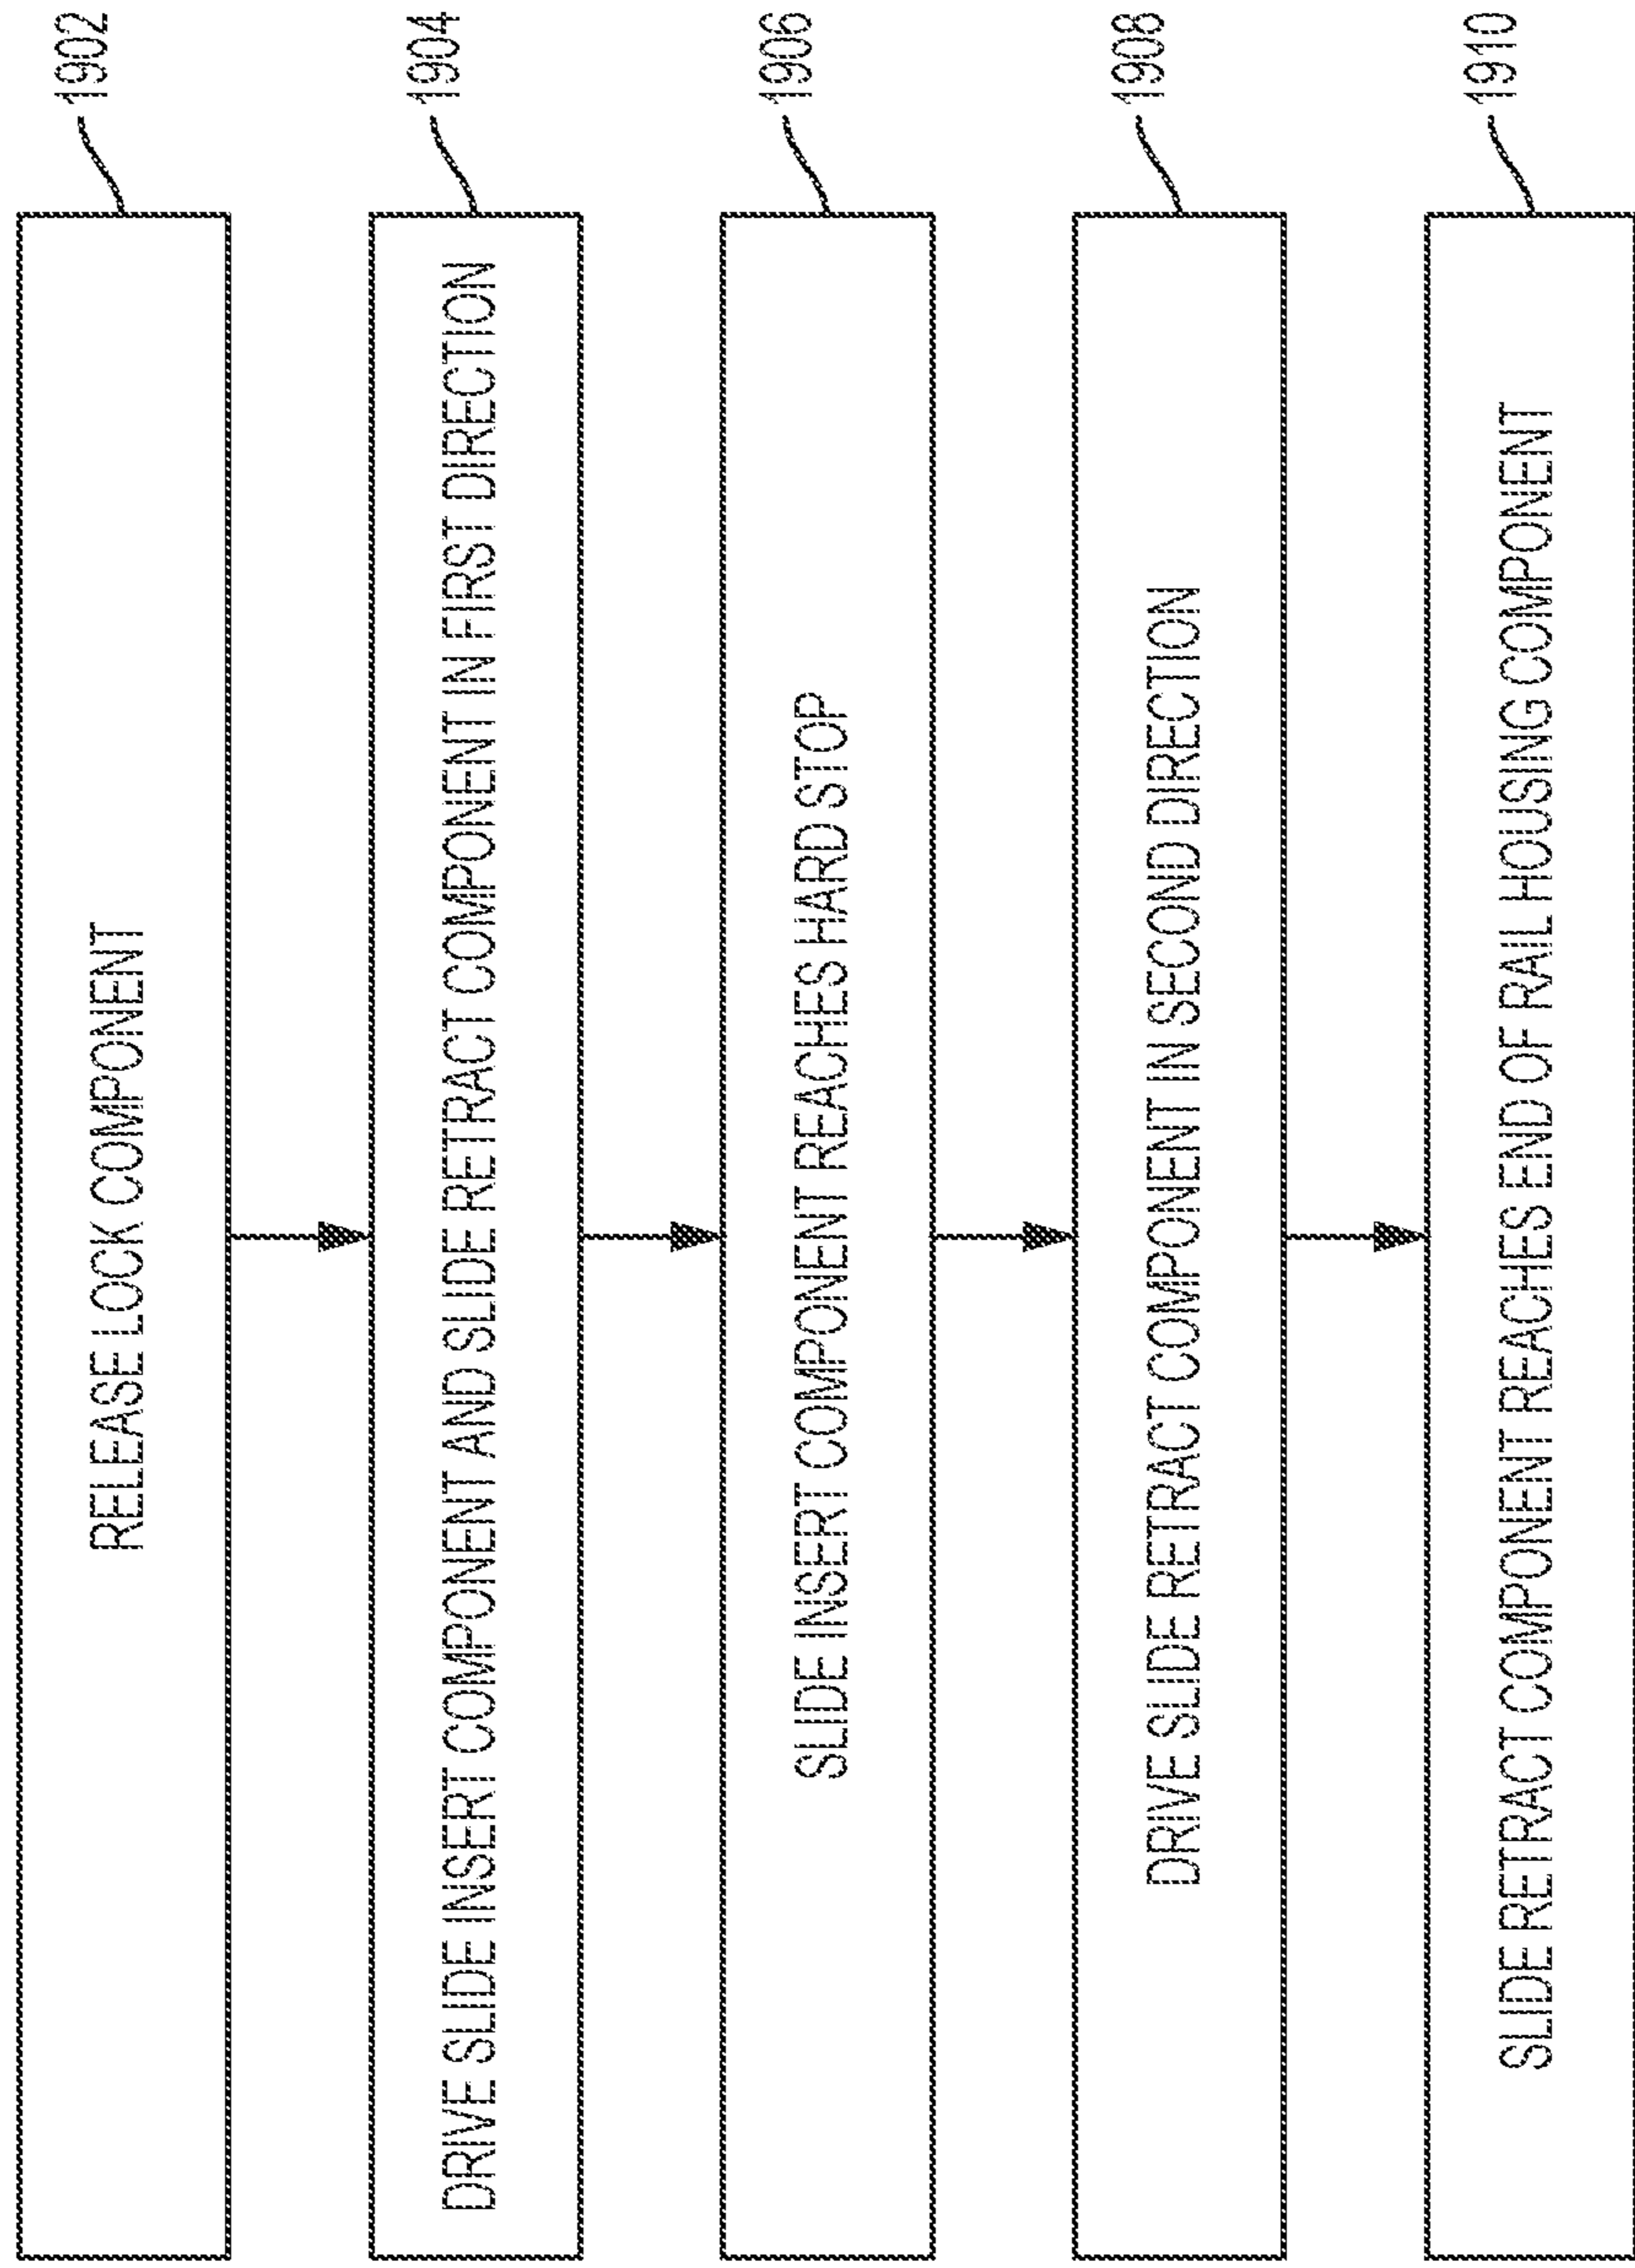 RELEASE LOCK COMPONENT
1902
DRIVE SLIDE INSERT COMPONENT AND SLIDE RETRACT COMPONENT IN FIRST DIRECTION
1904
SLIDE INSERT COMPONENT REACHES HARD STOP
1906
DRIVE SLIDE RETRACT COMPONENT IN SECOND DIRECTION
1908
SLIDE RETRACT COMPONENT REACHES END OF RAIL HOUSING COMPONENT
1910